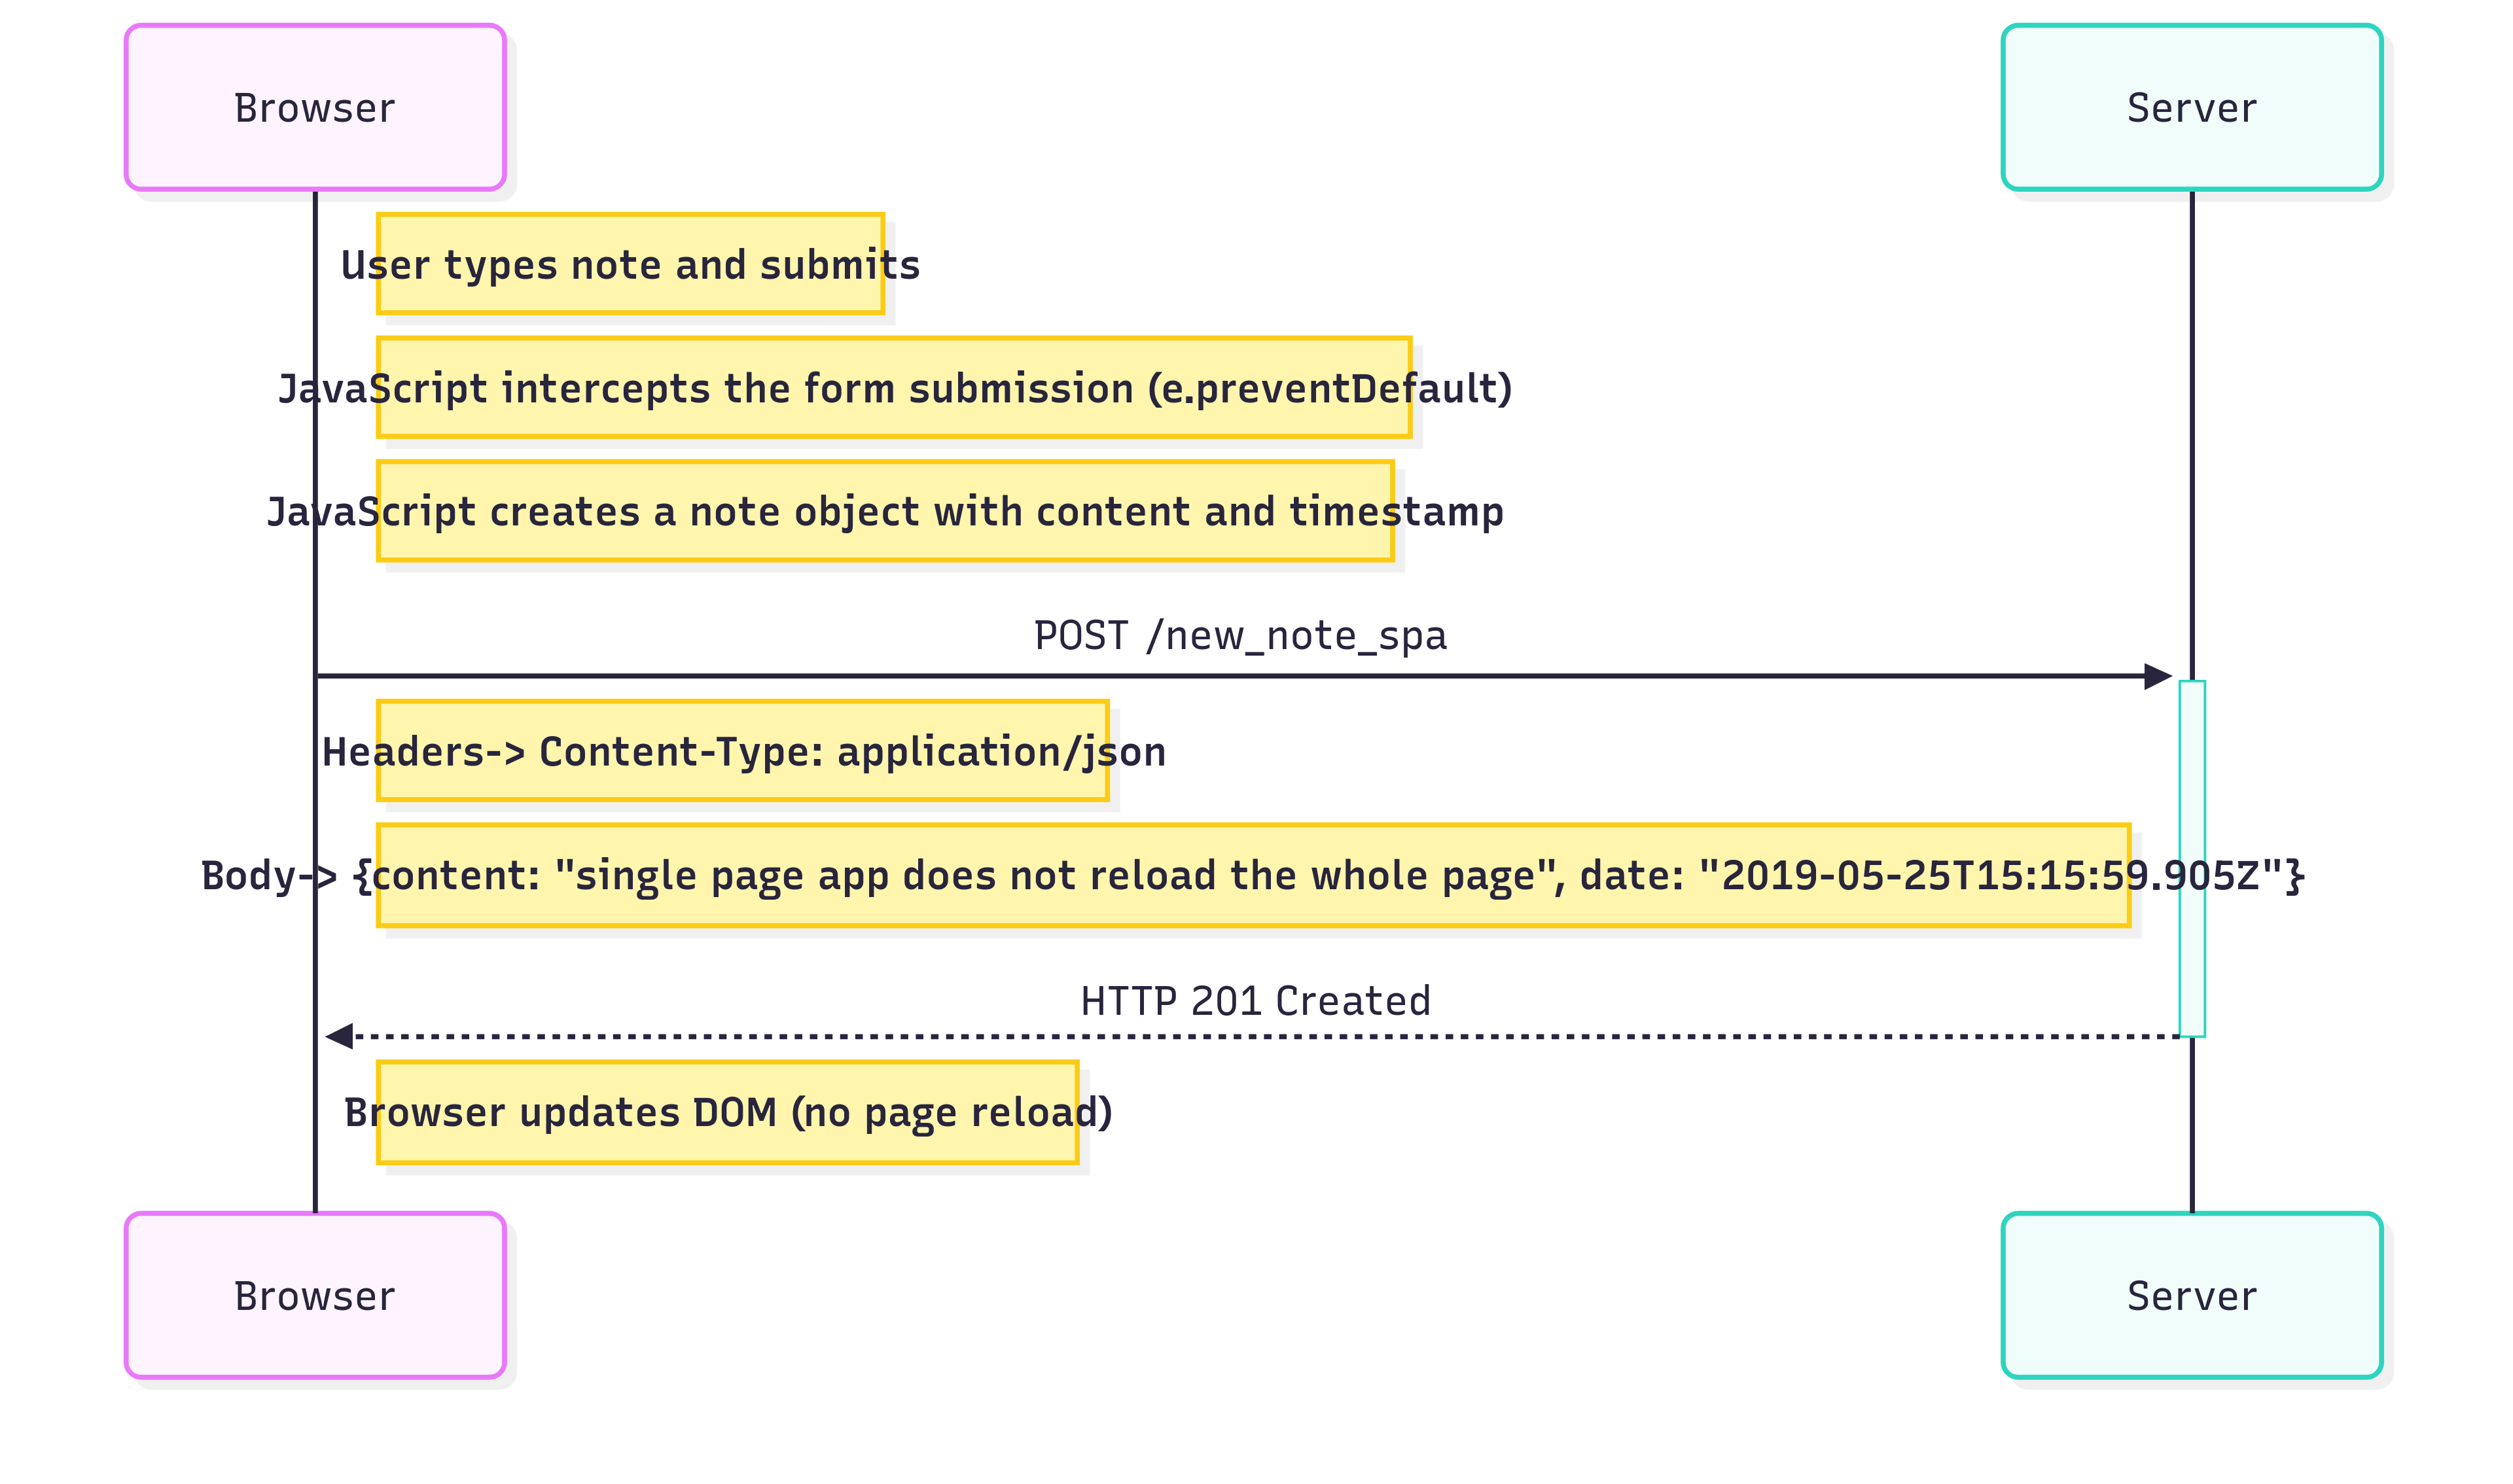 Browser
Server
User types note and submits
JavaScript intercepts the form submission (e.preventDefault)
JavaScript creates a note object with content and timestamp
POST /new_note_spa
Headers-> Content-Type: application/json
Body-> {content: "single page app does not reload the whole page", date: "2019-05-25T15:15:59.905Z"}
HTTP 201 Created
Browser updates DOM (no page reload)
Browser
Server